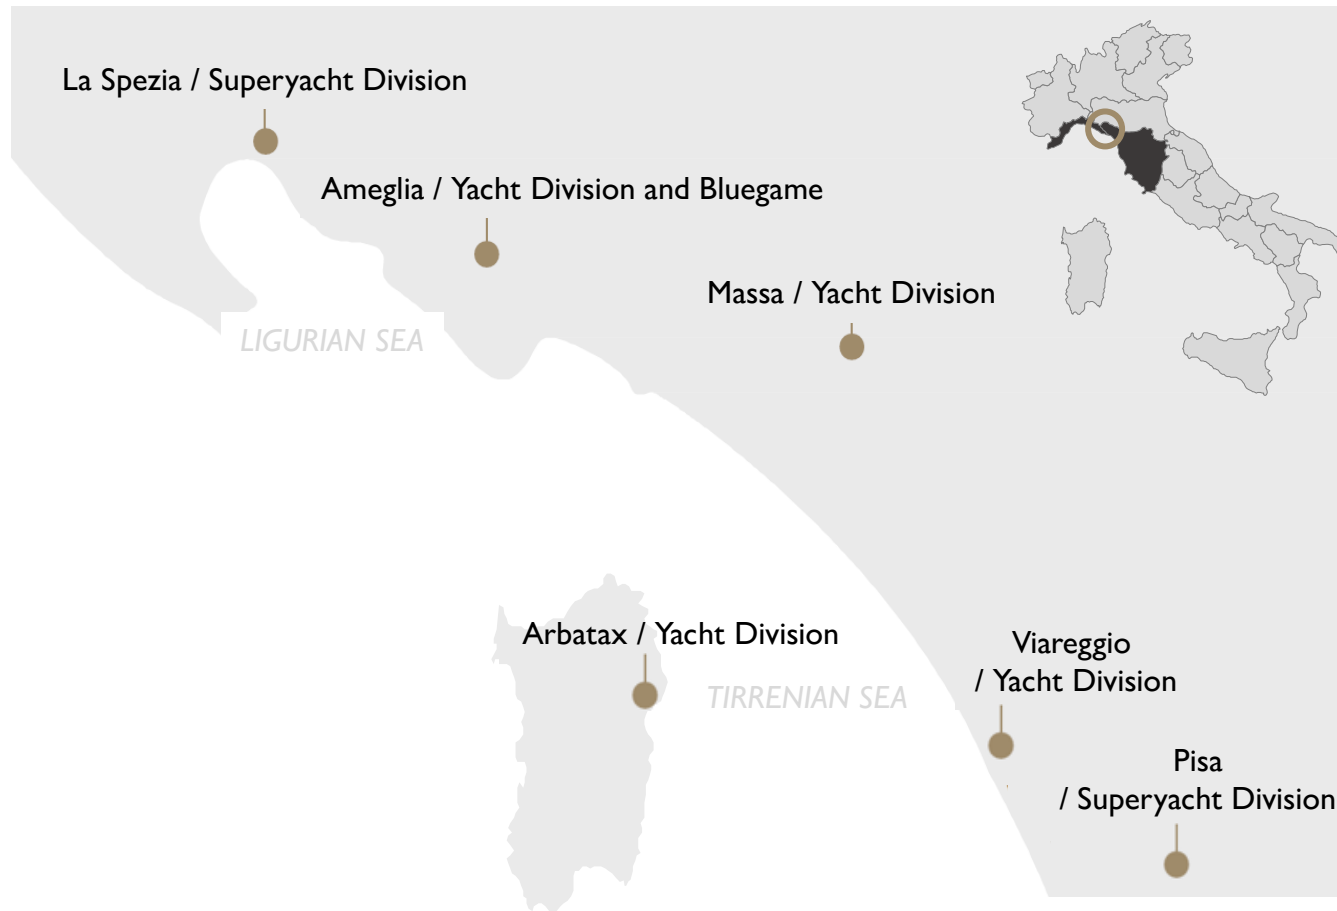 La Spezia / Superyacht Division
Ameglia / Yacht Division and Bluegame
Massa / Yacht Division
LIGURIAN SEA
Arbatax / Yacht Division
TIRRENIAN SEA
Viareggio
/ Yacht Division
Pisa
/ Superyacht Division